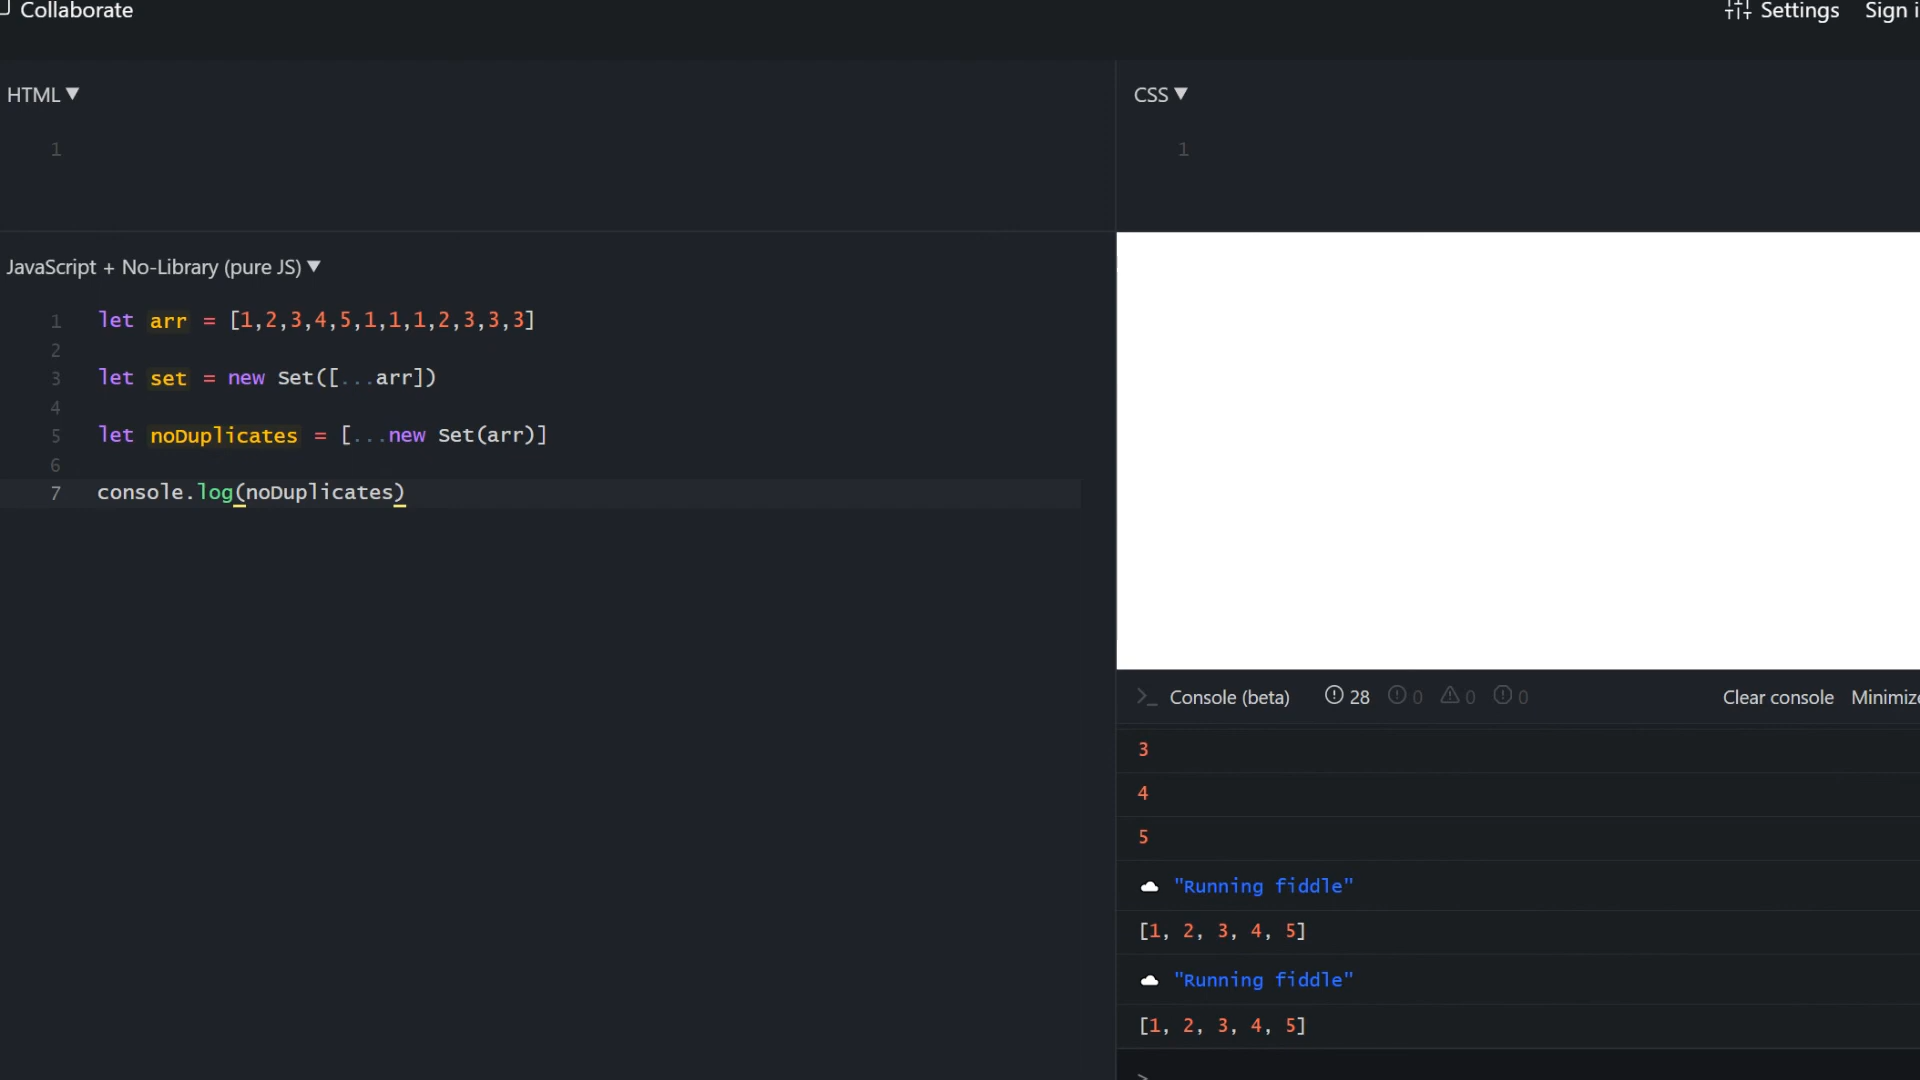 Collaborate
Settings
Sign i
HTML ▼
1
CSS ▼
1
JavaScript + No-Library (pure JS) ▼
1 let arr = [1,2,3,4,5,1,1,1,2,3,3,3]
2
3 let set = new Set([...arr])
4
5 let noDuplicates = [...new Set(arr)]
6
7 console.log(noDuplicates)
>_ Console (beta) 28 0 0 0 Clear console Minimize
3
4
5
"Running fiddle"
[1, 2, 3, 4, 5]
"Running fiddle"
[1, 2, 3, 4, 5]
>